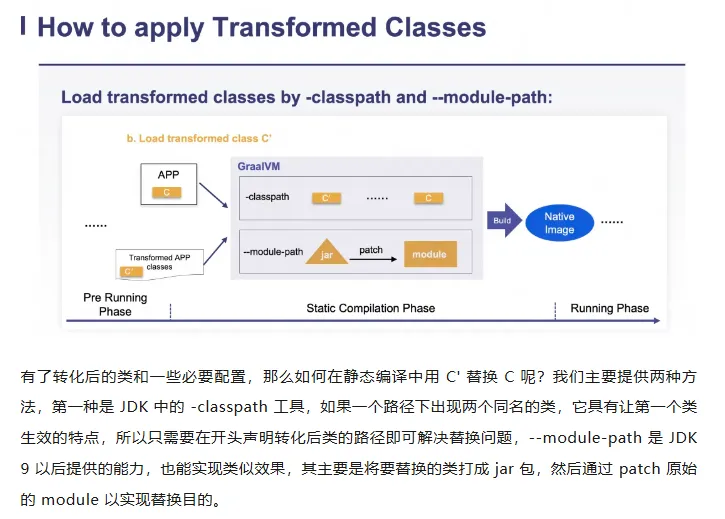 How to apply Transformed Classes
Load transformed classes by -classpath and --module-path:
b. Load transformed class C'
APP
C
......
Transformed APP
classes
C'
GraalVM
-classpath
C'
......
C
--module-path
jar
patch
module
Build
Native
Image
......
Pre Running
Phase
Static Compilation Phase
Running Phase
有了转化后的类和一些必要配置，那么如何在静态编译中用 C' 替换 C 呢？我们主要提供两种方
法，第一种是 JDK 中的 -classpath 工具，如果一个路径下出现两个同名的类，它具有让第一个类
生效的特点，所以只需要在开头声明转化后类的路径即可解决替换问题，--module-path 是 JDK
9 以后提供的能力，也能实现类似效果，其主要是将要替换的类打成 jar 包，然后通过 patch 原始
的 module 以实现替换目的。